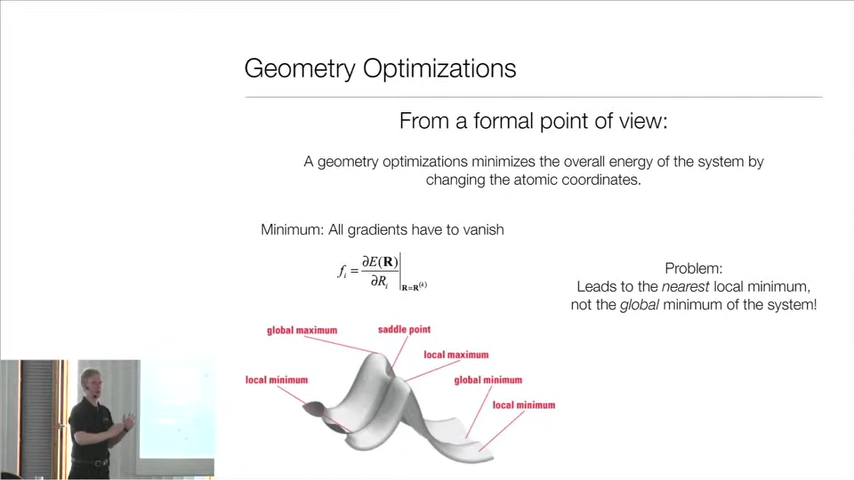 Geometry Optimizations
From a formal point of view:
A geometry optimizations minimizes the overall energy of the system by
changing the atomic coordinates.
Minimum: All gradients have to vanish
f_i = ∂E(R) / ∂R_i |_{R=R^(k)}
Problem:
Leads to the nearest local minimum,
not the global minimum of the system!
global maximum
saddle point
local maximum
local minimum
global minimum
local minimum